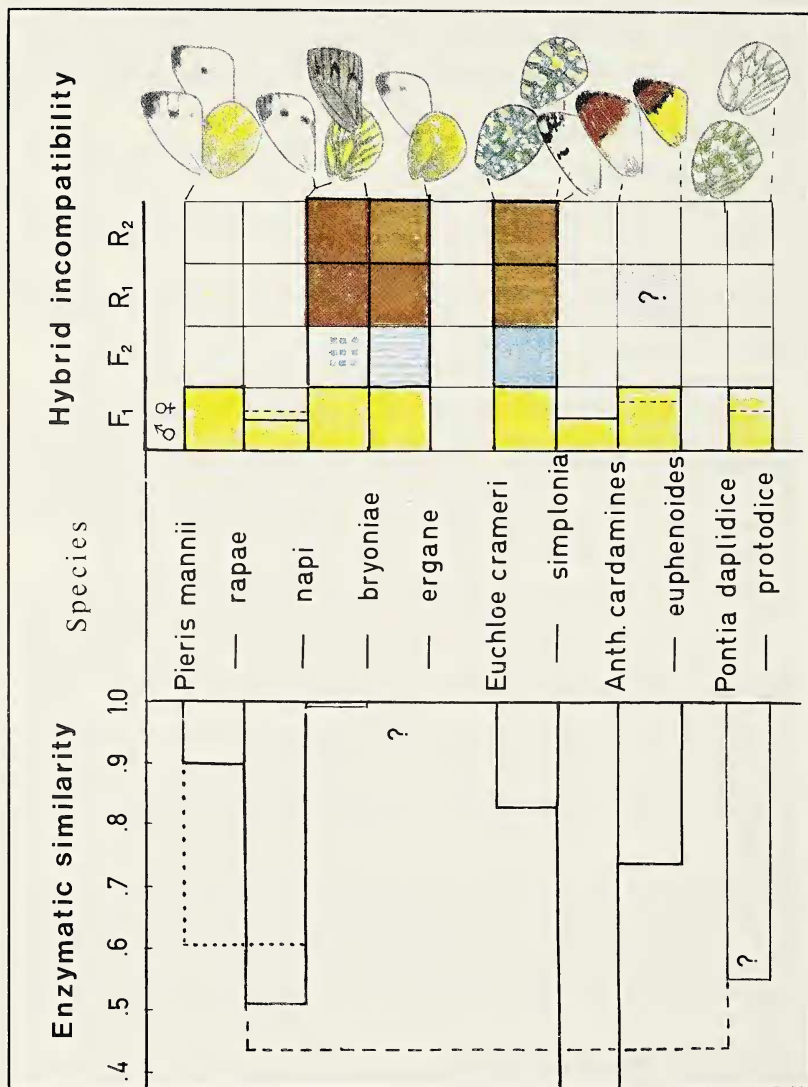 Hybrid incompatibility
R₂
R₁
?
F₂
F₁
♂ ♀
Species
Pieris mannii
— rapae
— napi
— bryoniae
— ergane
Euchloe crameri
— simplonia
Anth. cardamines
— euphenoides
Pontia daplidice
— protodice
Enzymatic similarity
1.0
.9
.8
.7
.6
.5
.4
?
?